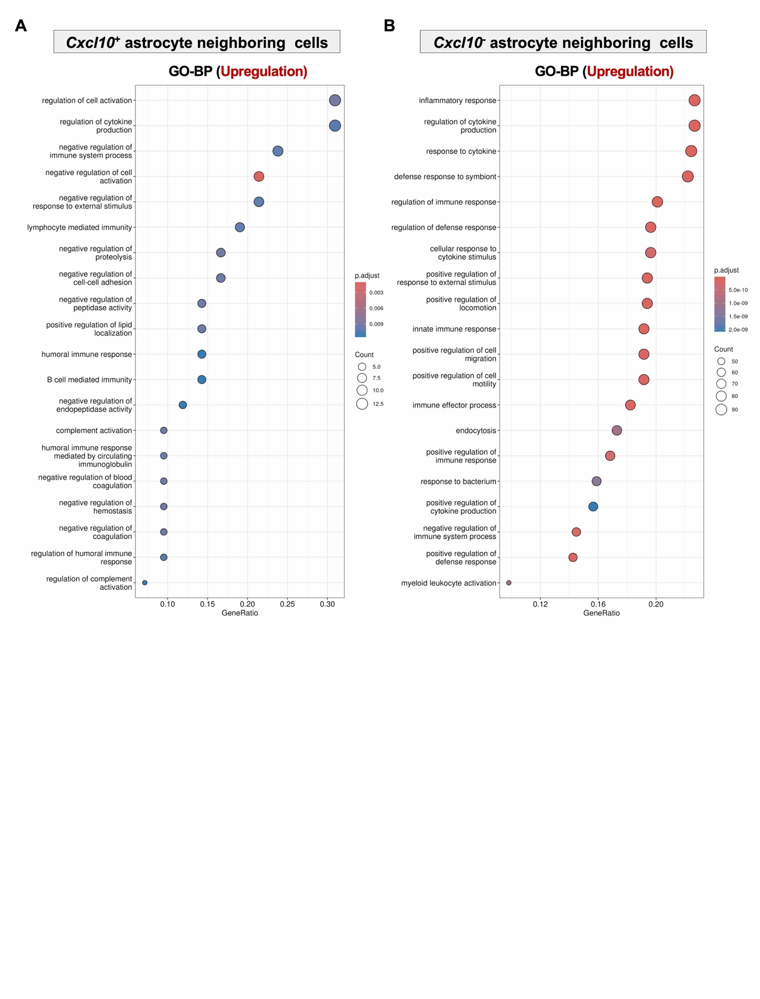 A
Cxcl10+ astrocyte neighboring cells
GO-BP (Upregulation)
regulation of cell activation
regulation of cytokine
production
negative regulation of
immune system process
negative regulation of cell
activation
negative regulation of
response to external stimulus
lymphocyte mediated immunity
negative regulation of
proteolysis
negative regulation of
cell-cell adhesion
negative regulation of
peptidase activity
positive regulation of lipid
localization
humoral immune response
B cell mediated immunity
negative regulation of
endopeptidase activity
complement activation
humoral immune response
mediated by circulating
immunoglobulin
negative regulation of blood
coagulation
negative regulation of
hemostasis
negative regulation of
coagulation
regulation of humoral immune
response
regulation of complement
activation
0.10 0.15 0.20 0.25 0.30
GeneRatio
p.adjust
0.003
0.006
0.009
Count
5.0
7.5
10.0
12.5
B
Cxcl10- astrocyte neighboring cells
GO-BP (Upregulation)
inflammatory response
regulation of cytokine
production
response to cytokine
defense response to symbiont
regulation of immune response
regulation of defense response
cellular response to
cytokine stimulus
positive regulation of
response to external stimulus
positive regulation of
locomotion
innate immune response
positive regulation of cell
migration
positive regulation of cell
motility
immune effector process
endocytosis
positive regulation of
immune response
response to bacterium
positive regulation of
cytokine production
negative regulation of
immune system process
positive regulation of
defense response
myeloid leukocyte activation
0.12 0.16 0.20
GeneRatio
p.adjust
5.0e-10
1.0e-09
1.5e-09
2.0e-09
Count
50
60
70
80
90